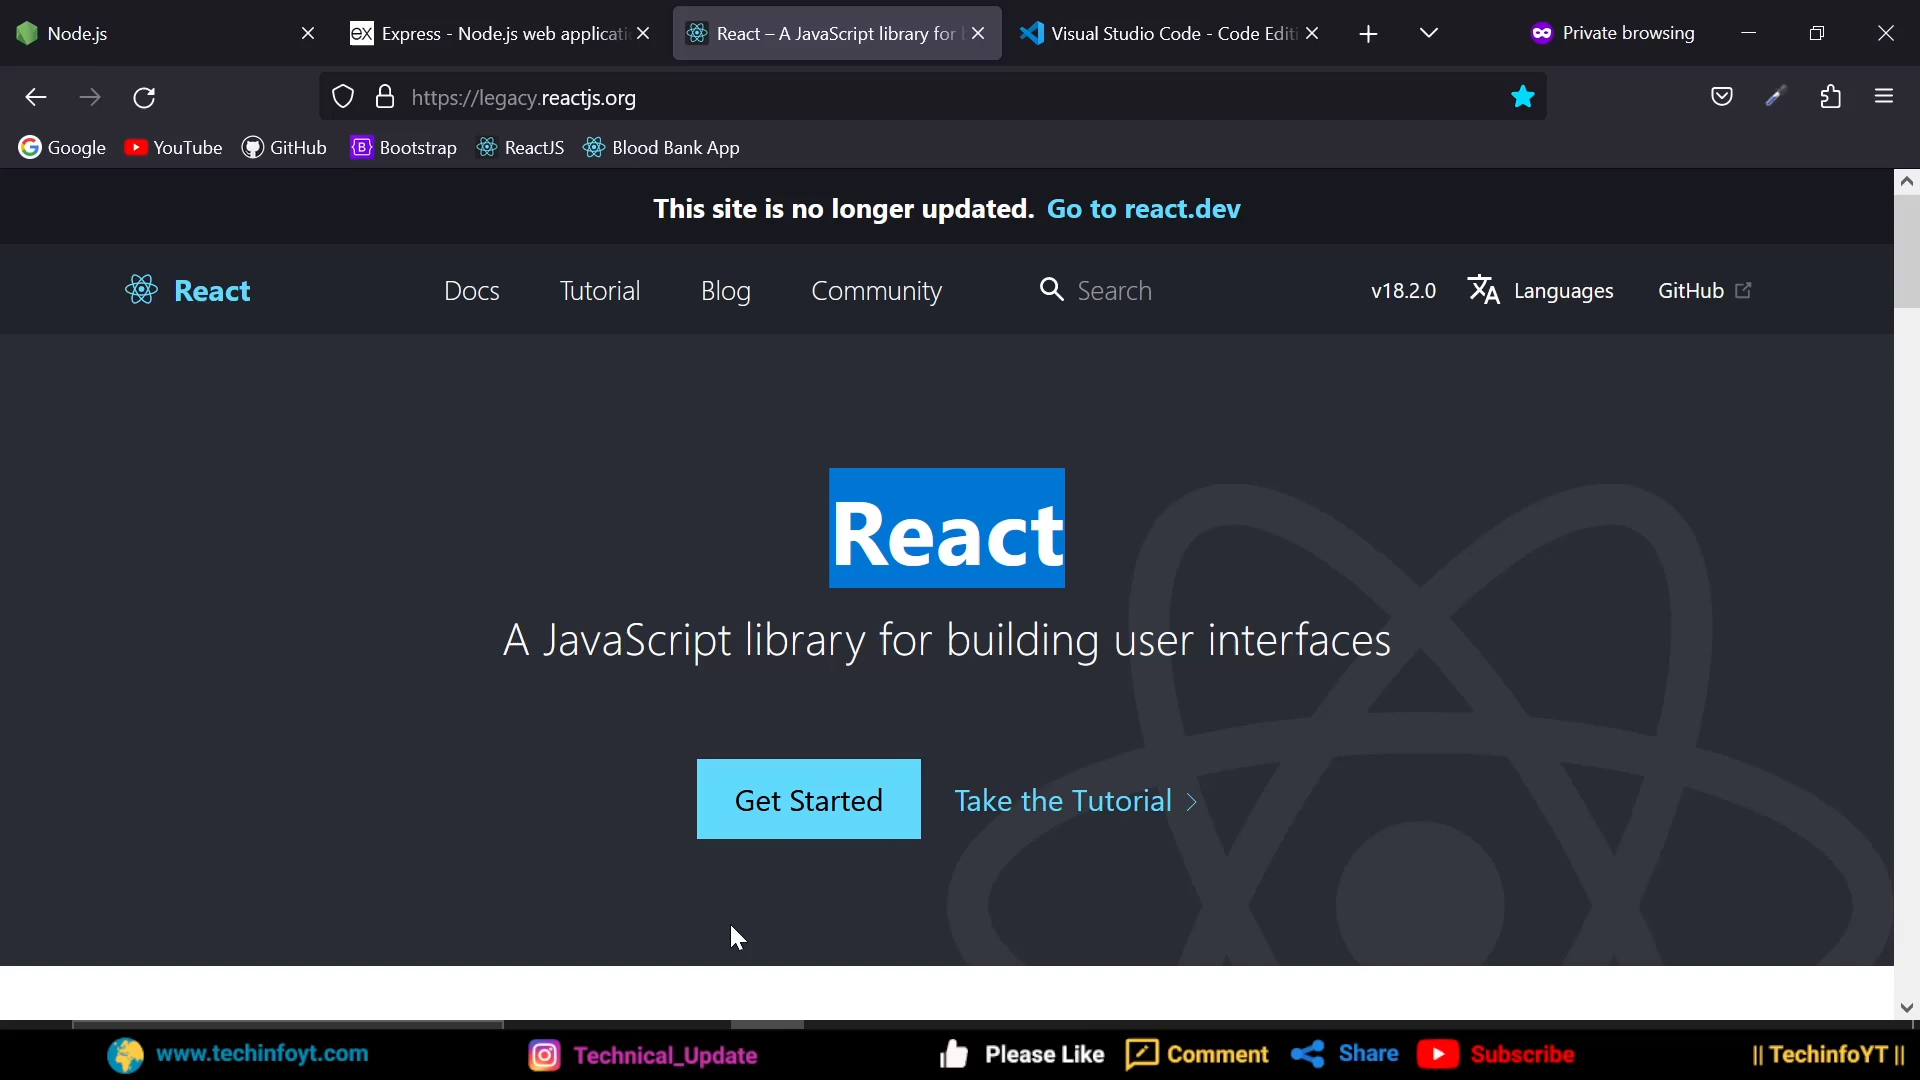 Node.js
Express - Node.js web applicati
React – A JavaScript library for
Visual Studio Code - Code Editi
Private browsing
https://legacy.reactjs.org
Google
YouTube
GitHub
Bootstrap
ReactJS
Blood Bank App
This site is no longer updated. Go to react.dev
React
Docs
Tutorial
Blog
Community
Search
v18.2.0
Languages
GitHub
React
A JavaScript library for building user interfaces
Get Started
Take the Tutorial >
www.techinfoyt.com
Technical_Update
Please Like
Comment
Share
Subscribe
|| TechinfoYT ||